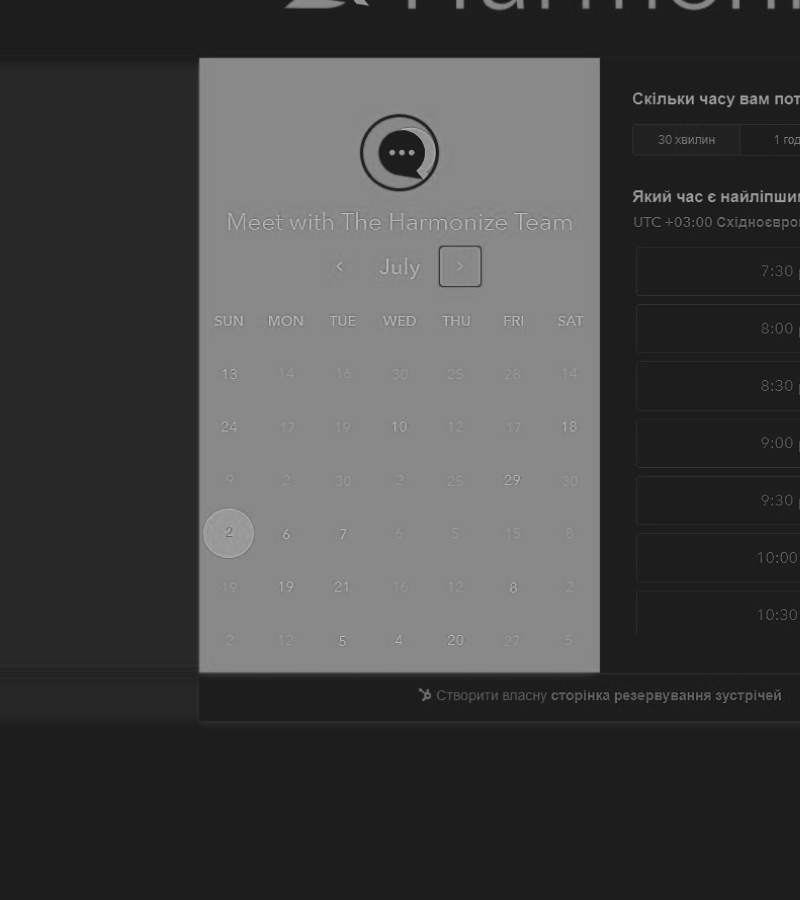 Meet with The Harmonize Team
July
SUN MON TUE WED THU FRI SAT
13 14 16 30 25 28 14
24 17 19 10 12 17 18
9 2 30 2 25 29 30
2 6 7 6 5 15 8
19 19 21 16 12 8 2
2 12 5 4 20 27 5
Скільки часу вам пот
30 хвилин 1 год
Який час є найліпши
UTC +03:00 Східноєвро
7:30
8:00
8:30
9:00
9:30
10:00
10:30
Створити власну сторінка резервування зустрічей